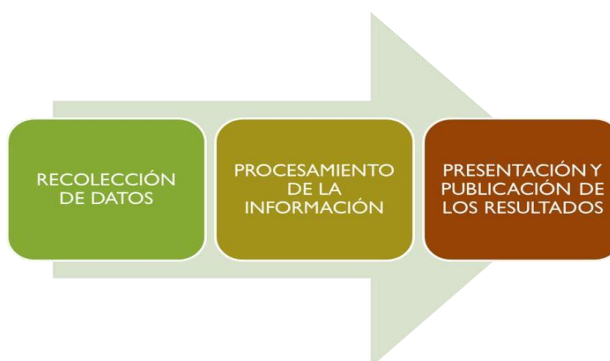 RECOLECCIÓN
DE DATOS
PROCESAMIENTO
DE LA
INFORMACIÓN
PRESENTACIÓN Y
PUBLICACIÓN DE
LOS RESULTADOS